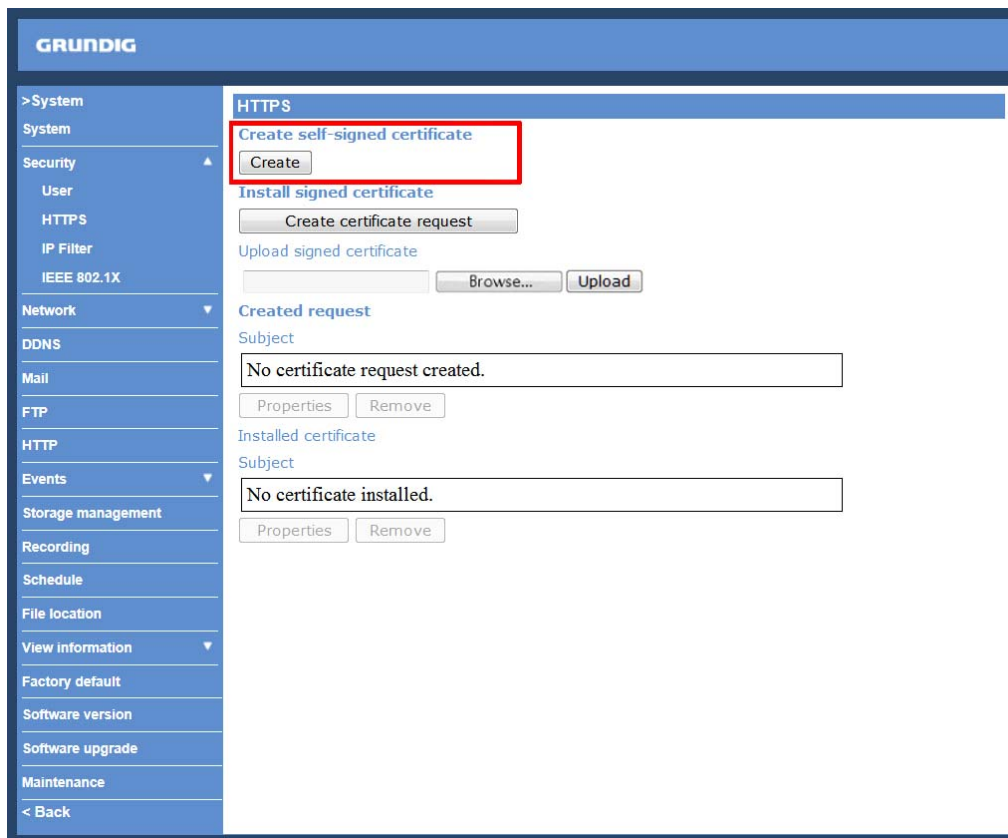 GRUNDIG
>System
System
Security
User
HTTPS
IP Filter
IEEE 802.1X
Network
DDNS
Mail
FTP
HTTP
Events
Storage management
Recording
Schedule
File location
View information
Factory default
Software version
Software upgrade
Maintenance
< Back
HTTPS
Create self-signed certificate
Create
Install signed certificate
Create certificate request
Upload signed certificate
Browse... Upload
Created request
Subject
No certificate request created.
Properties Remove
Installed certificate
Subject
No certificate installed.
Properties Remove